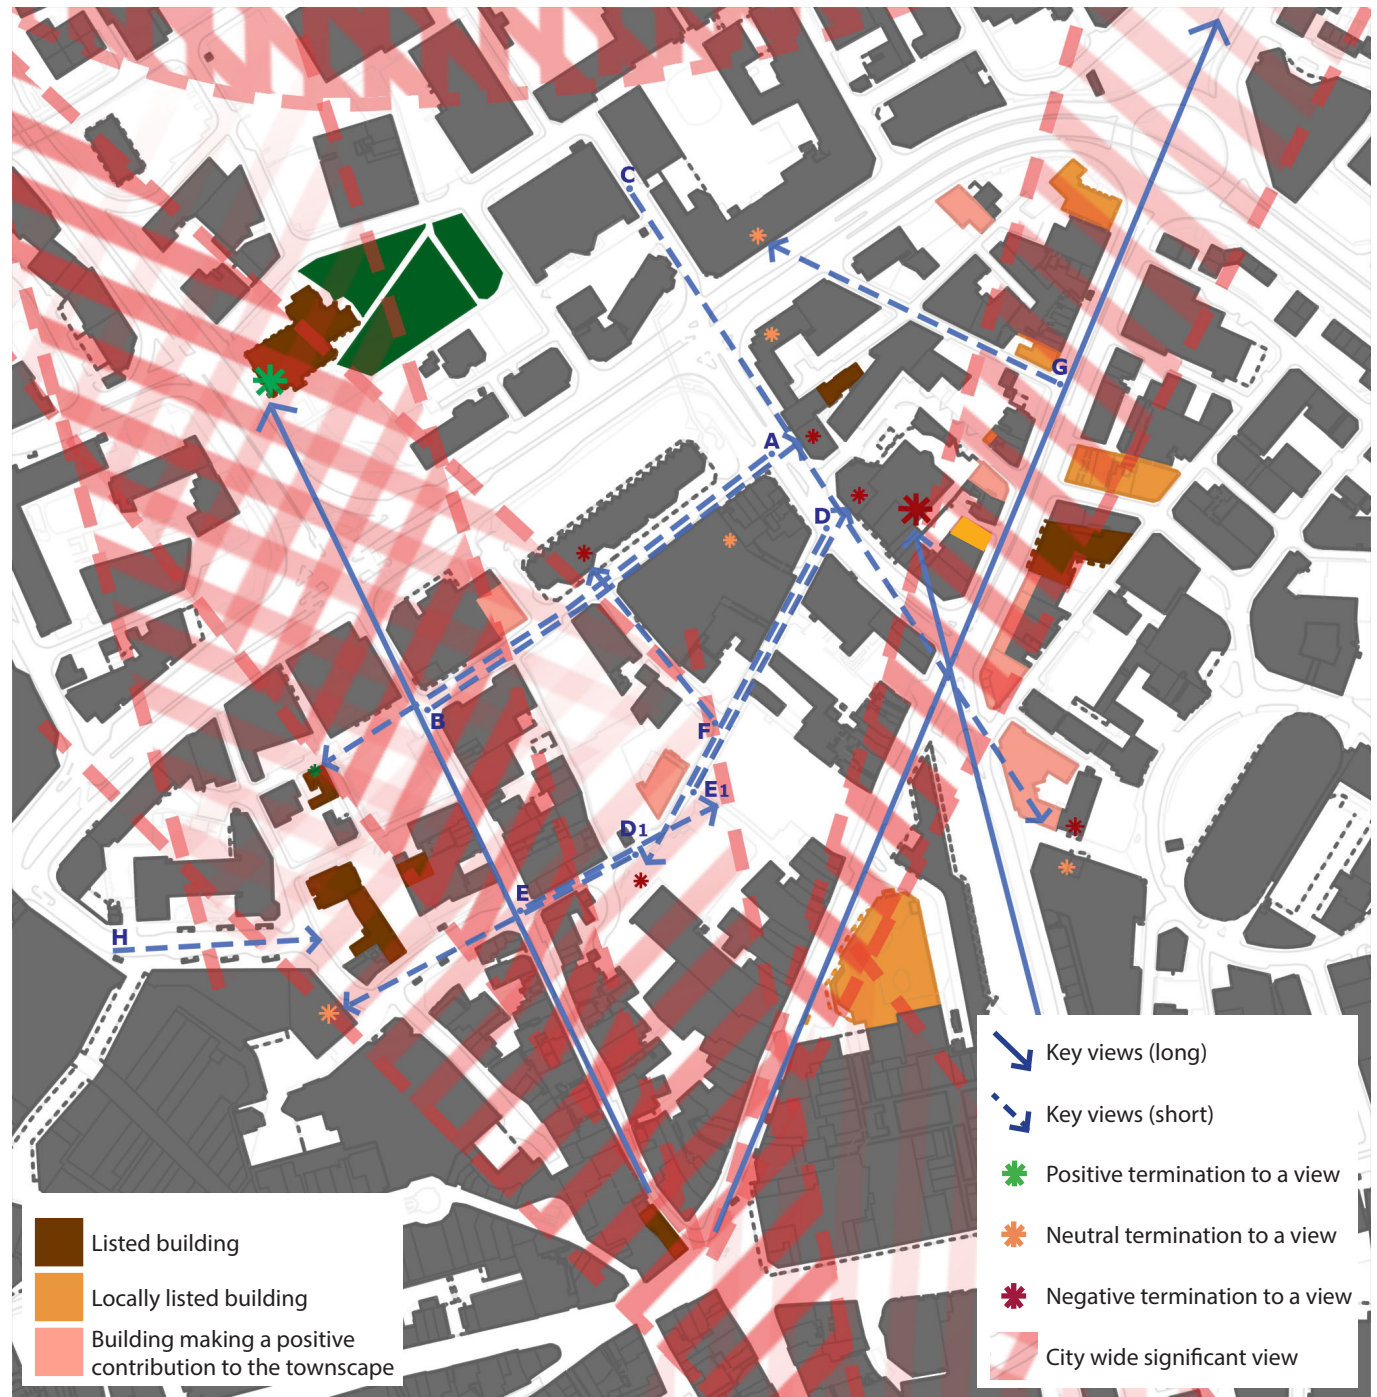 C
G
A
D
B
F
E1
D1
E
H
Key views (long)
Key views (short)
Positive termination to a view
Neutral termination to a view
Negative termination to a view
City wide significant view
Listed building
Locally listed building
Building making a positive
contribution to the townscape